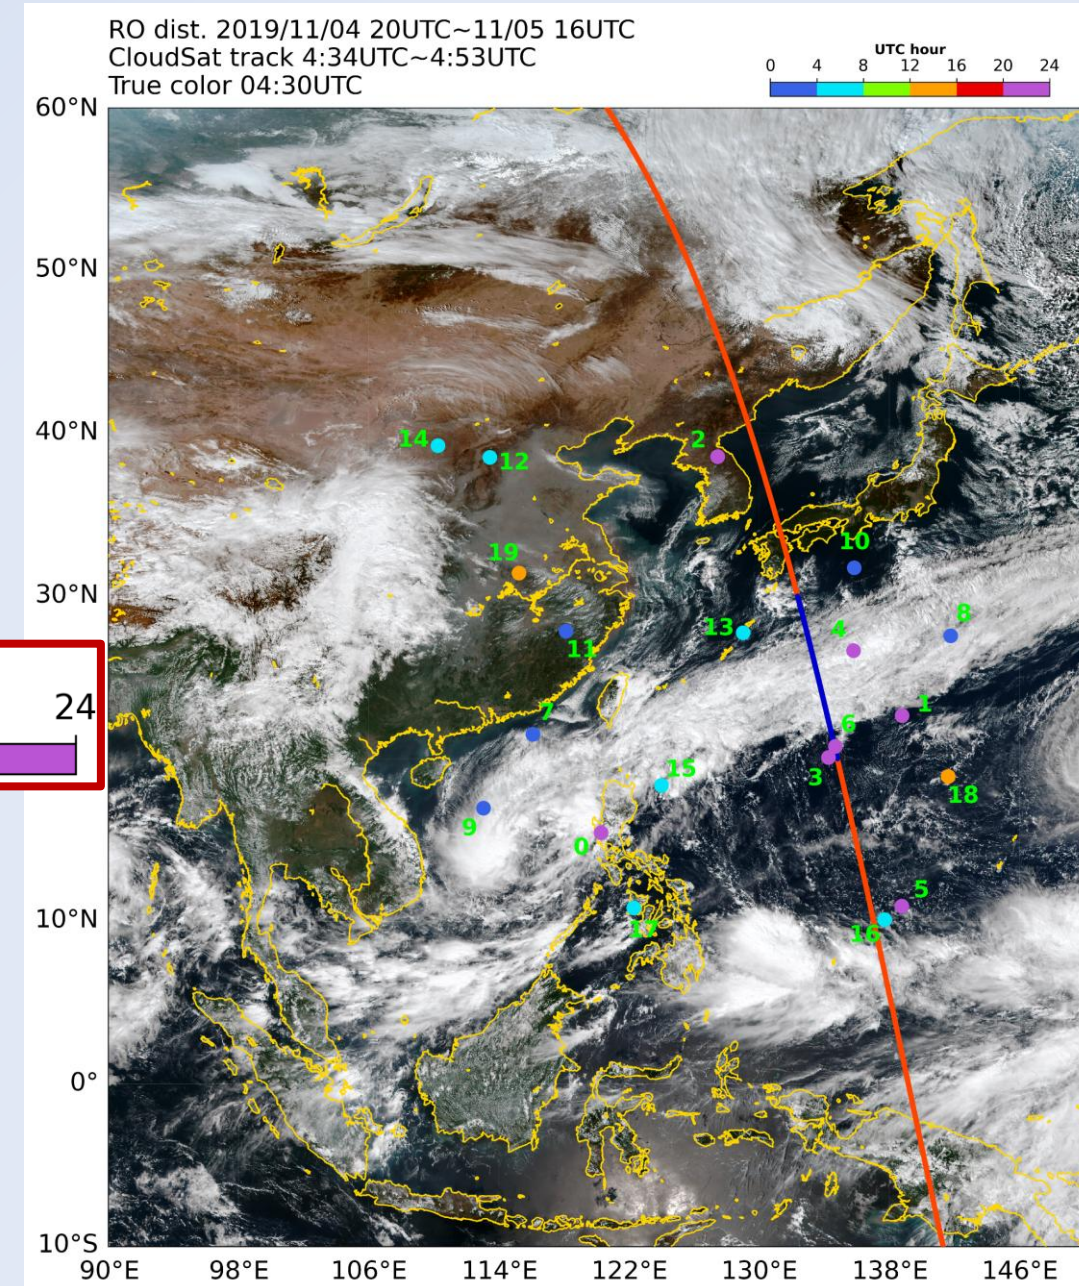 RO dist. 2019/11/04 20UTC~11/05 16UTC
CloudSat track 4:34UTC~4:53UTC
True color 04:30UTC
UTC hour
0 4 8 12 16 20 24
60°N
50°N
40°N
14
12
2
19
10
30°N
13
4
8
11
24
7
1
6
15
3
18
9
0
5
10°N
17
16
0°
10°S
90°E 98°E 106°E 114°E 122°E 130°E 138°E 146°E